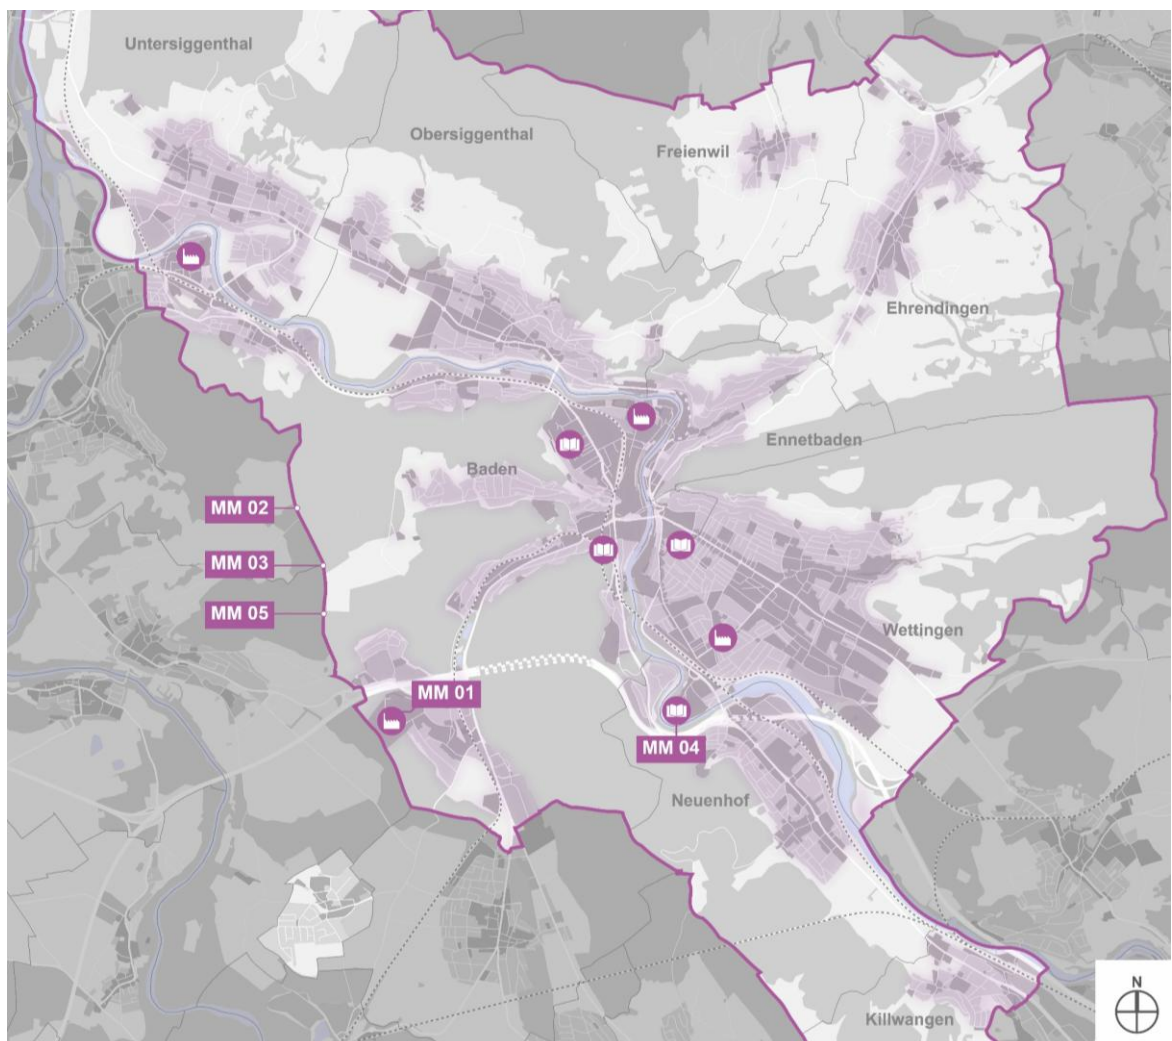 Untersiggenthal
Obersiggenthal
Freienwil
Ehrendingen
Ennetbaden
Baden
MM 02
MM 03
MM 05
Wettingen
MM 01
MM 04
Neuenhof
N
Killwangen